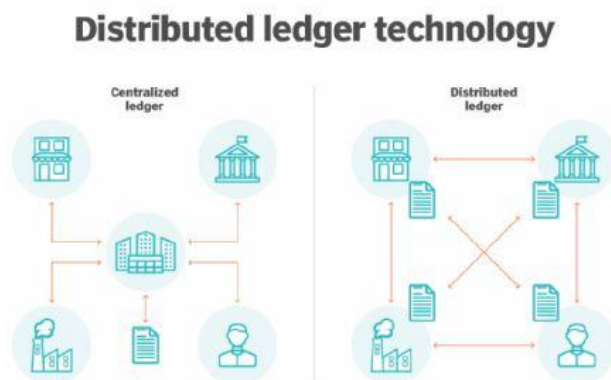 Distributed ledger technology
Centralized
ledger
Distributed
ledger